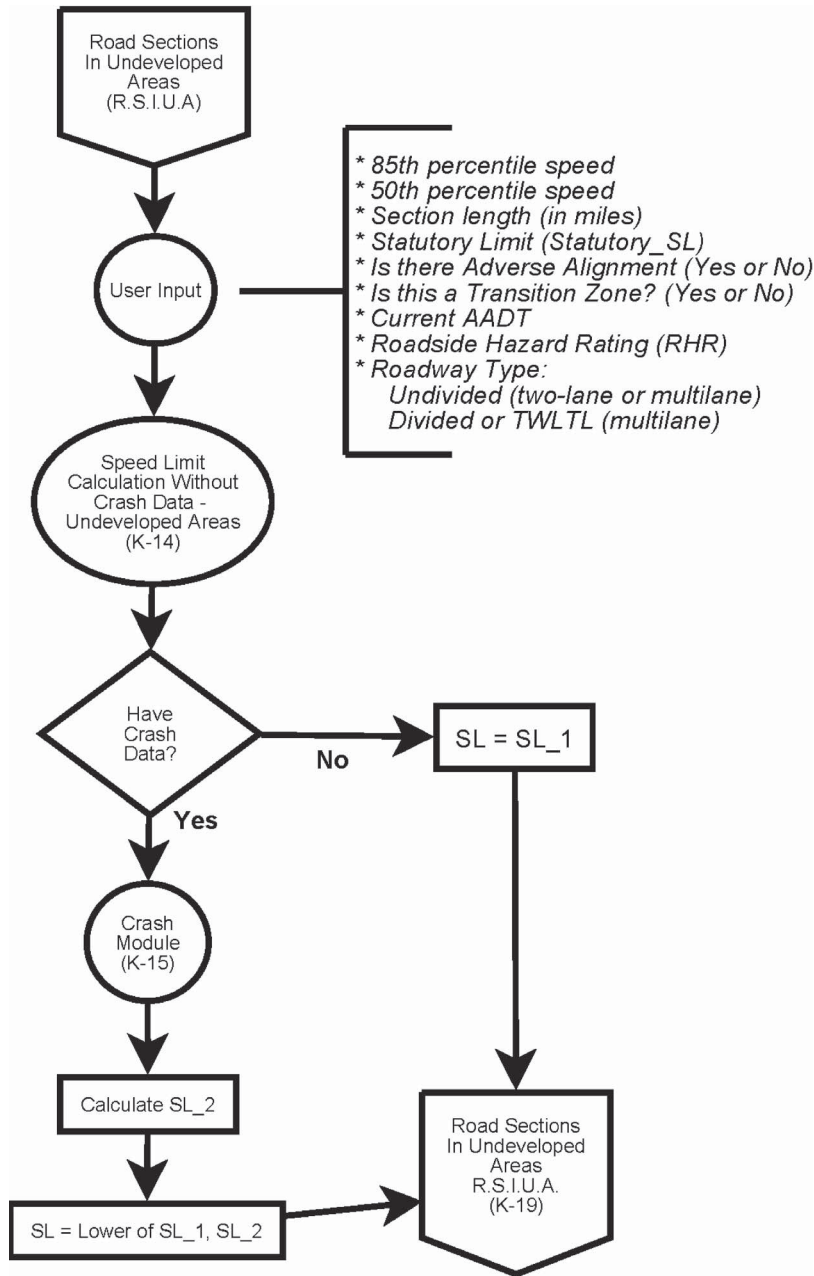 Road Sections
In Undeveloped
Areas
(R.S.I.U.A)
* 85th percentile speed
* 50th percentile speed
* Section length (in miles)
* Statutory Limit (Statutory_SL)
* Is there Adverse Alignment (Yes or No)
* Is this a Transition Zone? (Yes or No)
* Current AADT
* Roadside Hazard Rating (RHR)
* Roadway Type:
Undivided (two-lane or multilane)
Divided or TWLTL (multilane)
User Input
Speed Limit
Calculation Without
Crash Data -
Undeveloped Areas
(K-14)
Have
Crash
Data?
No
SL = SL_1
Yes
Crash
Module
(K-15)
Calculate SL_2
SL = Lower of SL_1, SL_2
Road Sections
In Undeveloped
Areas
R.S.I.U.A.
(K-19)